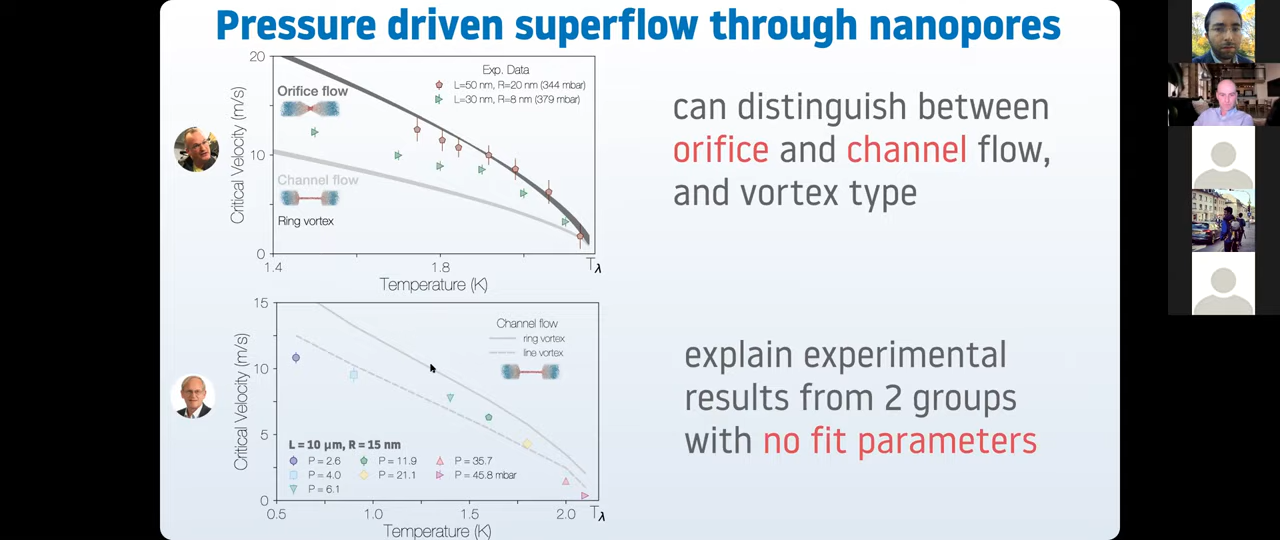 Pressure driven superflow through nanopores
20
10
0
Critical Velocity (m/s)
Orifice flow
Exp. Data
L=50 nm, R=20 nm (344 mbar)
L=30 nm, R=8 nm (379 mbar)
Channel flow
Ring vortex
1.4
1.8
Tλ
Temperature (K)
can distinguish between
orifice and channel flow,
and vortex type
15
10
5
0
Critical Velocity (m/s)
Channel flow
ring vortex
line vortex
L = 10 μm, R = 15 nm
P = 2.6 P = 11.9 P = 35.7
P = 4.0 P = 21.1 P = 45.8 mbar
P = 6.1
0.5
1.0
1.5
2.0
Tλ
Temperature (K)
explain experimental
results from 2 groups
with no fit parameters